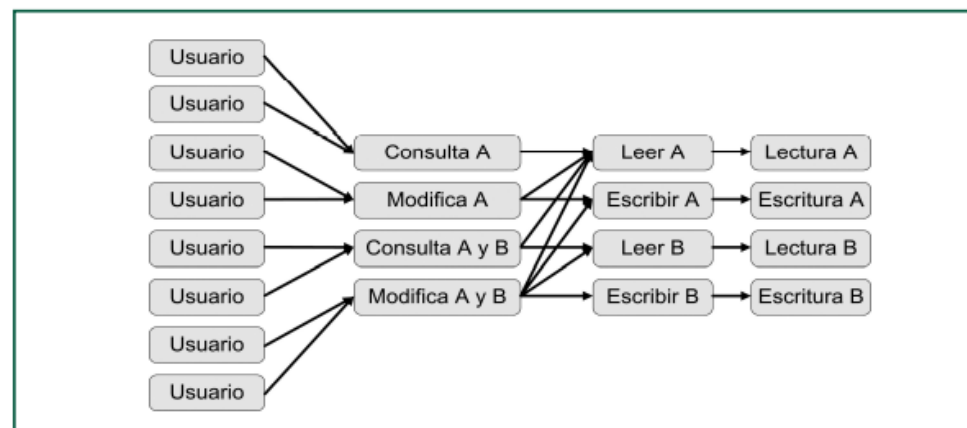 Usuario
Usuario
Usuario
Consulta A
Leer A
Lectura A
Usuario
Modifica A
Escribir A
Escritura A
Usuario
Consulta A y B
Leer B
Lectura B
Usuario
Modifica A y B
Escribir B
Escritura B
Usuario
Usuario